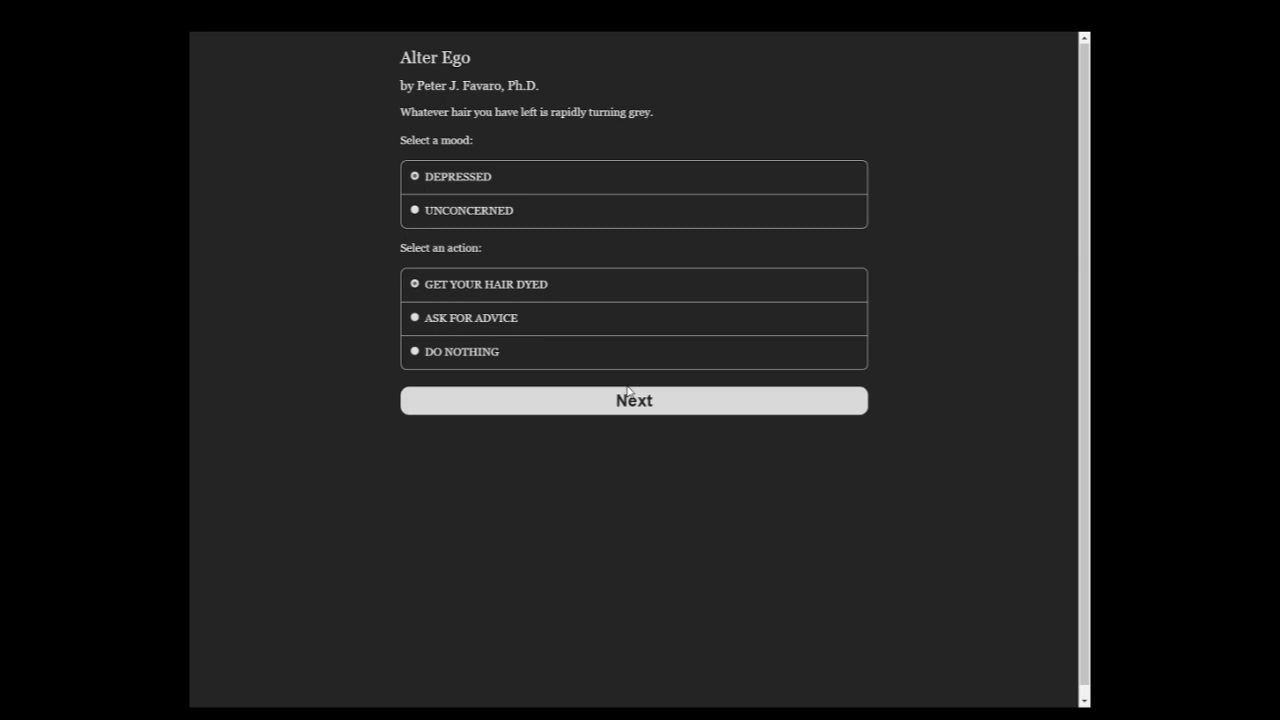 Alter Ego
by Peter J. Favaro, Ph.D.
Whatever hair you have left is rapidly turning grey.
Select a mood:
DEPRESSED
UNCONCERNED
Select an action:
GET YOUR HAIR DYED
ASK FOR ADVICE
DO NOTHING
Next